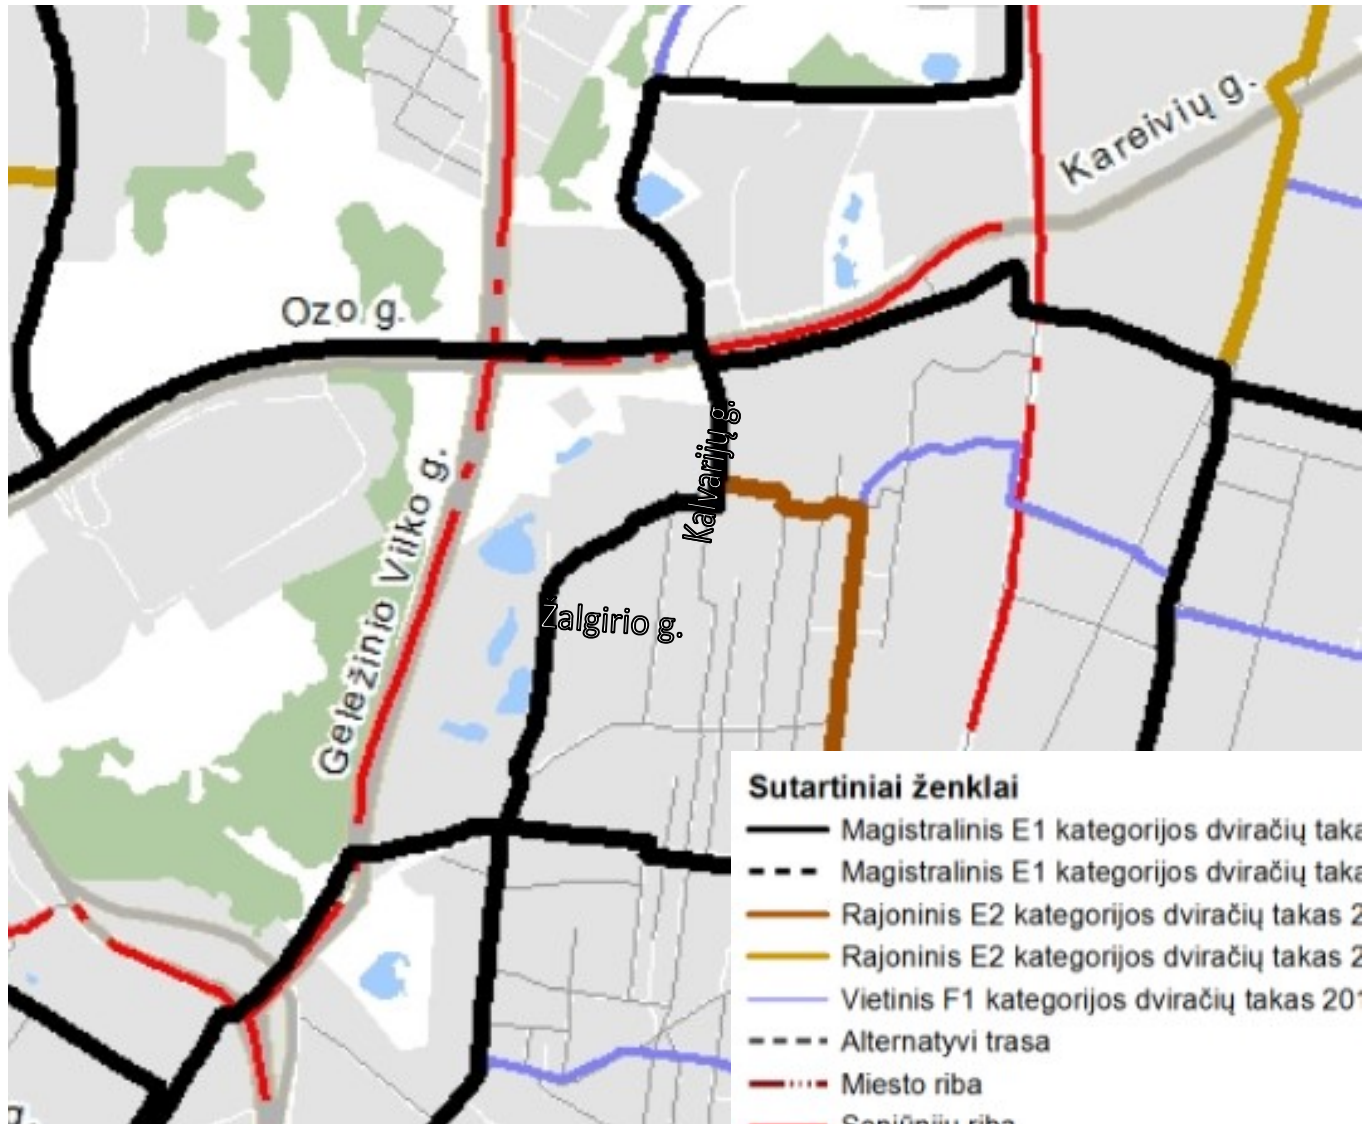 Kareivių g.
Ozo g.
Kalvarijų g.
Geležinio Vilko g.
Žalgirio g.
Sutartiniai ženklai
Magistralinis E1 kategorijos dviračių taka
Magistralinis E1 kategorijos dviračių taka
Rajoninis E2 kategorijos dviračių takas 2
Rajoninis E2 kategorijos dviračių takas 2
Vietinis F1 kategorijos dviračių takas 201
Alternatyvi trasa
Miesto riba
g.